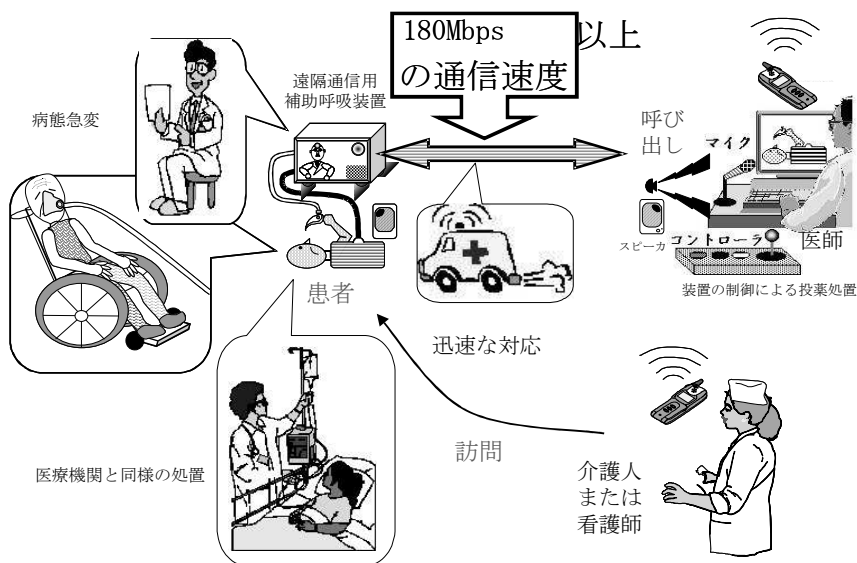 180Mbps 以上
の通信速度
遠隔通信用
補助呼吸装置
病態急変
呼び
出し
マイク
スピーカ
コントローラ
医師
装置の制御による投薬処置
患者
迅速な対応
訪問
医療機関と同様の処置
介護人
または
看護師